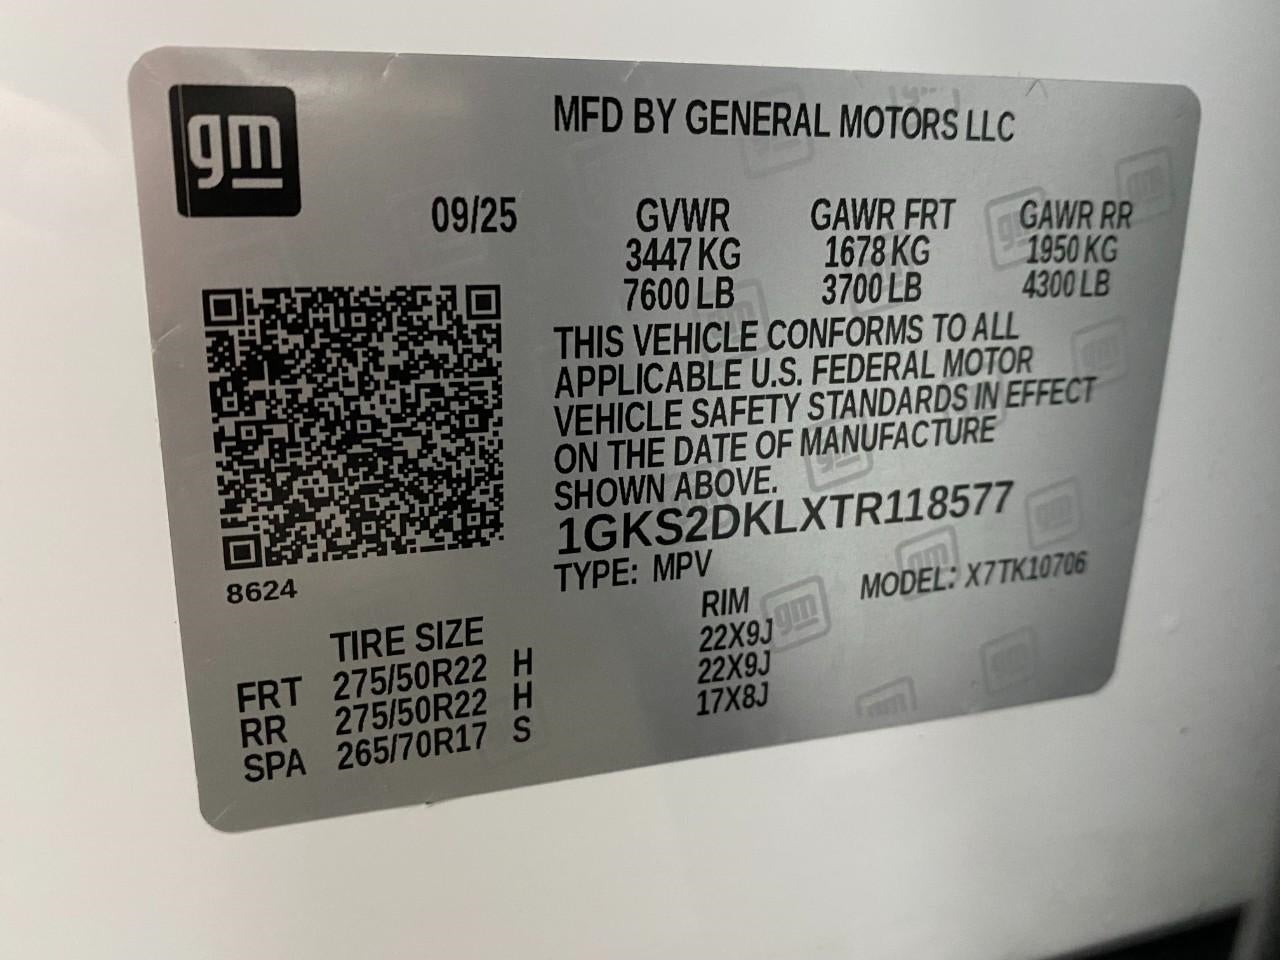 gm
MFD BY GENERAL MOTORS LLC
09/25 GVWR GAWR FRT GAWR RR
3447 KG 1678 KG 1950 KG
7600 LB 3700 LB 4300 LB
THIS VEHICLE CONFORMS TO ALL
APPLICABLE U.S. FEDERAL MOTOR
VEHICLE SAFETY STANDARDS IN EFFECT
ON THE DATE OF MANUFACTURE
SHOWN ABOVE.
1GKS2DKLXTR118577
8624
TYPE: MPV MODEL: X7TK10706
TIRE SIZE RIM
FRT 275/50R22 H 22X9J
RR 275/50R22 H 22X9J
SPA 265/70R17 S 17X8J